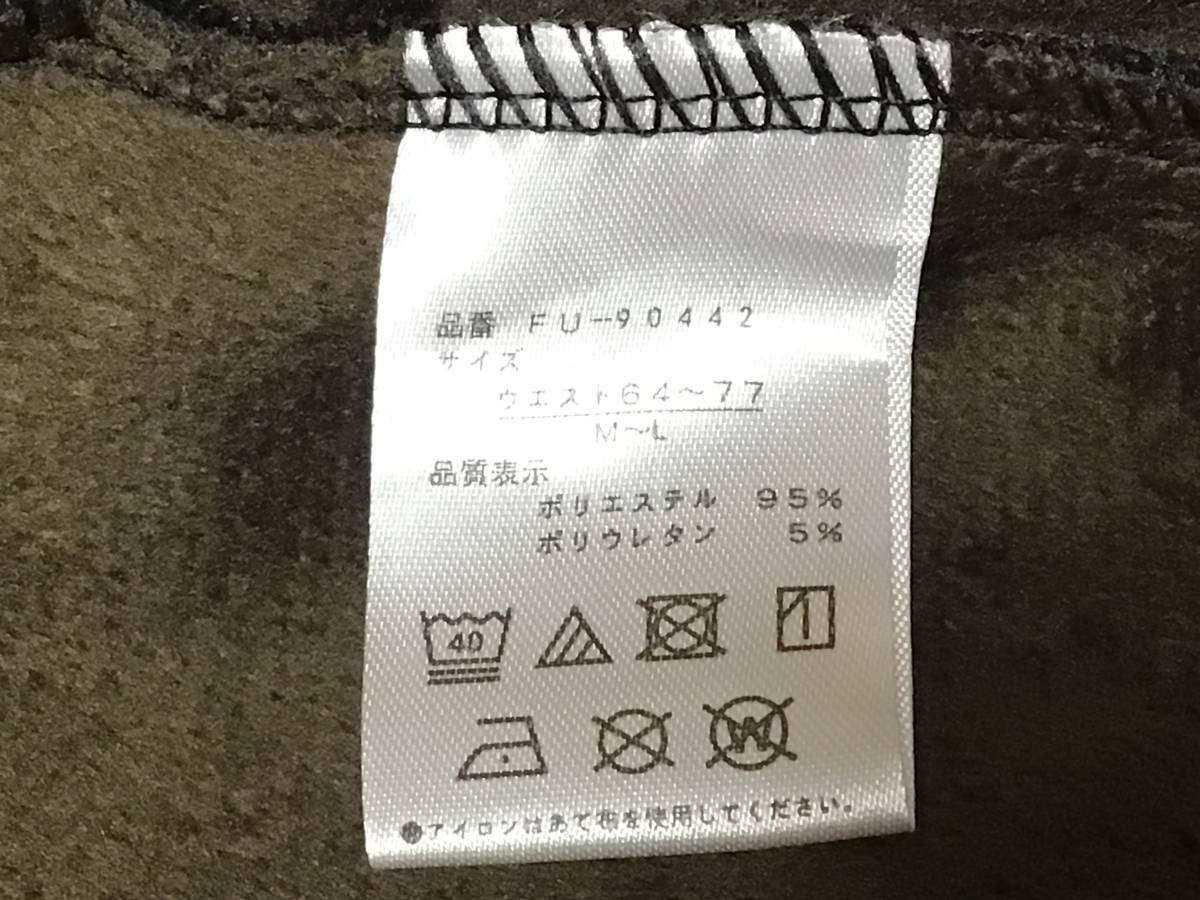 品番 FU-90442
サイズ
ウエスト64～77
M～L
品質表示
ポリエステル 95%
ポリウレタン 5%
40
1
W
●アイロンはあて布を使用してください。